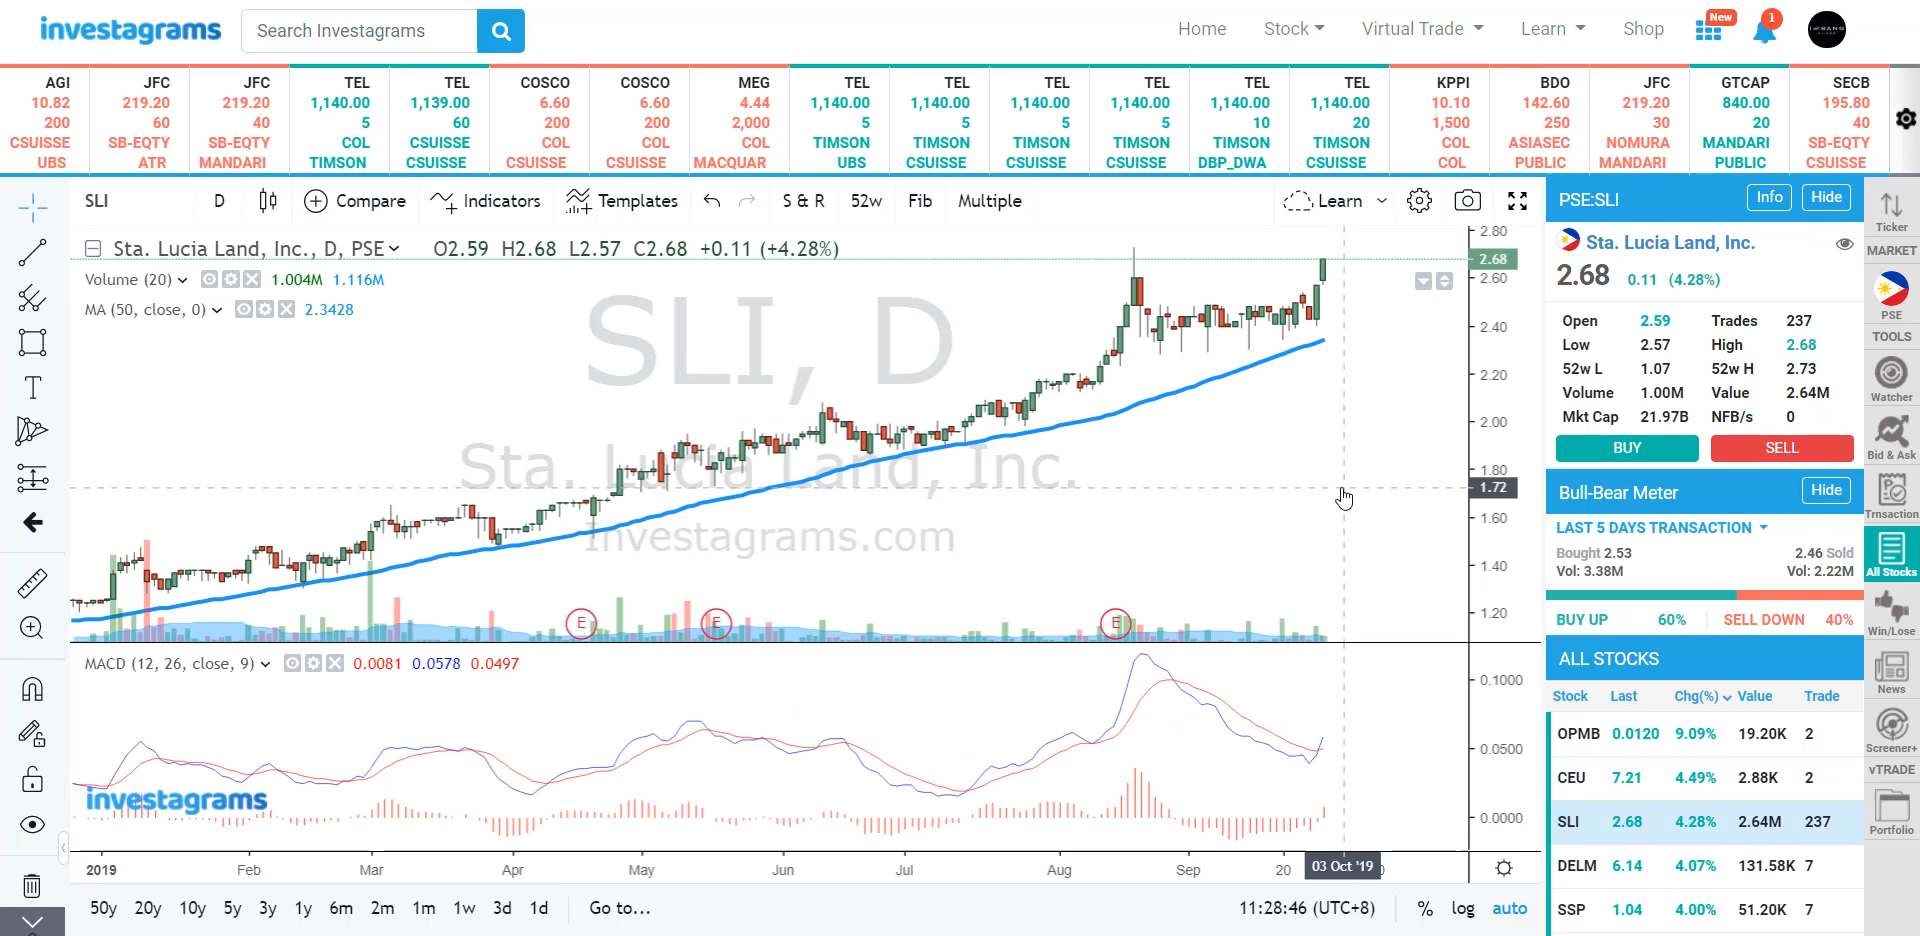 investagrams
Search Investagrams
Home Stock Virtual Trade Learn Shop New 1
AGI JFC JFC TEL TEL COSCO COSCO MEG TEL TEL TEL TEL TEL TEL KPPI BDO JFC GTCAP SECB
10.82 219.20 219.20 1,140.00 1,139.00 6.60 6.60 4.44 1,140.00 1,140.00 1,140.00 1,140.00 1,140.00 1,140.00 10.10 142.60 219.20 840.00 195.80
200 60 40 5 60 200 200 2,000 5 5 5 5 10 20 1,500 250 30 20 40
CSUISSE SB-EQTY SB-EQTY COL CSUISSE COL COL COL TIMSON TIMSON TIMSON TIMSON TIMSON TIMSON COL ASIASEC NOMURA MANDARI SB-EQTY
UBS ATR MANDARI TIMSON CSUISSE CSUISSE CSUISSE MACQUAR UBS CSUISSE CSUISSE CSUISSE DBP_DWA CSUISSE COL PUBLIC MANDARI PUBLIC CSUISSE
SLI D Compare Indicators Templates S & R 52w Fib Multiple Learn
Sta. Lucia Land, Inc., D, PSE O2.59 H2.68 L2.57 C2.68 +0.11 (+4.28%)
Volume (20) 1.004M 1.116M
MA (50, close, 0) 2.3428
SLI, D
Sta. Lucia Land, Inc.
Investagrams.com
2.80
2.68
2.60
2.40
2.20
2.00
1.80
1.72
1.60
1.40
1.20
E E E
MACD (12, 26, close, 9) 0.0081 0.0578 0.0497
0.1000
0.0500
0.0000
investagrams
2019 Feb Mar Apr May Jun Jul Aug Sep 20 03 Oct '19
50y 20y 10y 5y 3y 1y 6m 2m 1m 1w 3d 1d Go to... 11:28:46 (UTC+8) % log auto
PSE:SLI Info Hide
Sta. Lucia Land, Inc.
2.68 0.11 (4.28%)
Open 2.59 Trades 237
Low 2.57 High 2.68
52w L 1.07 52w H 2.73
Volume 1.00M Value 2.64M
Mkt Cap 21.97B NFB/s 0
BUY SELL
Bull-Bear Meter Hide
LAST 5 DAYS TRANSACTION
Bought 2.53 2.46 Sold
Vol: 3.38M Vol: 2.22M
BUY UP 60% SELL DOWN 40%
ALL STOCKS
Stock Last Chg(%) Value Trade
OPMB 0.0120 9.09% 19.20K 2
CEU 7.21 4.49% 2.88K 2
SLI 2.68 4.28% 2.64M 237
DELM 6.14 4.07% 131.58K 7
SSP 1.04 4.00% 51.20K 7
Ticker
MARKET
PSE
TOOLS
Watcher
Bid & Ask
Trnsaction
All Stocks
Win/Lose
News
Screener+
vTRADE
Portfolio